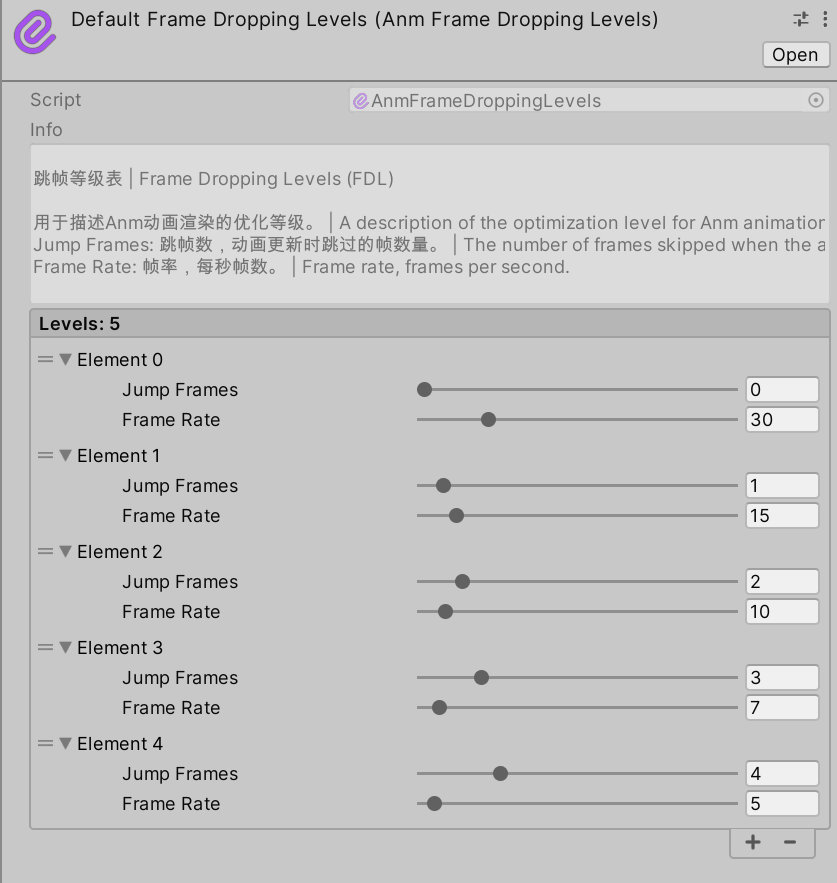 Default Frame Dropping Levels (Anm Frame Dropping Levels)
Open
Script AnmFrameDroppingLevels
Info
跳帧等级表 | Frame Dropping Levels (FDL)
用于描述Anm动画渲染的优化等级。 | A description of the optimization level for Anm animation
Jump Frames: 跳帧数，动画更新时跳过的帧数量。 | The number of frames skipped when the a
Frame Rate: 帧率，每秒帧数。 | Frame rate, frames per second.
Levels: 5
Element 0
Jump Frames 0
Frame Rate 30
Element 1
Jump Frames 1
Frame Rate 15
Element 2
Jump Frames 2
Frame Rate 10
Element 3
Jump Frames 3
Frame Rate 7
Element 4
Jump Frames 4
Frame Rate 5